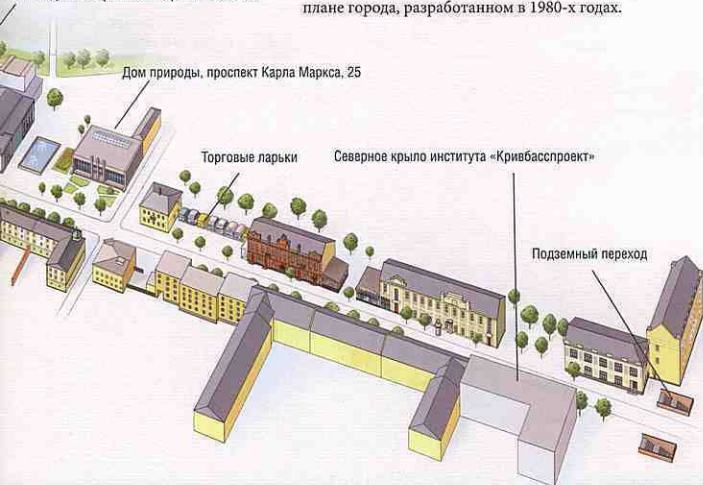 плане города, разработанном в 1980-х годах.
Дом природы, проспект Карла Маркса, 25
Торговые ларьки
Северное крыло института «Кривбасспроект»
Подземный переход